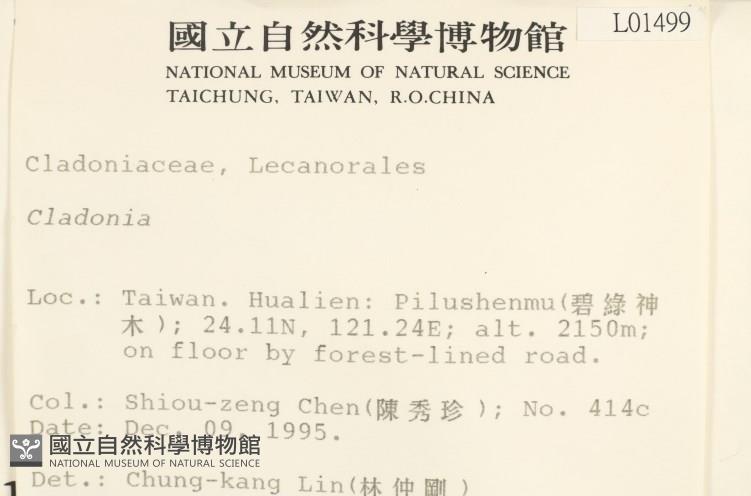 國立自然科學博物館
L01499
NATIONAL MUSEUM OF NATURAL SCIENCE
TAICHUNG, TAIWAN, R.O.CHINA
Cladoniaceae, Lecanorales
Cladonia
Loc.: Taiwan. Hualien: Pilushenmu(碧綠神
木); 24.11N, 121.24E; alt. 2150m;
on floor by forest-lined road.
Col.: Shiou-zeng Chen(陳秀珍); No. 414c
Date: Dec. 09, 1995.
國立自然科學博物館
NATIONAL MUSEUM OF NATURAL SCIENCE
Det.: Chung-kang Lin(林仲剛)